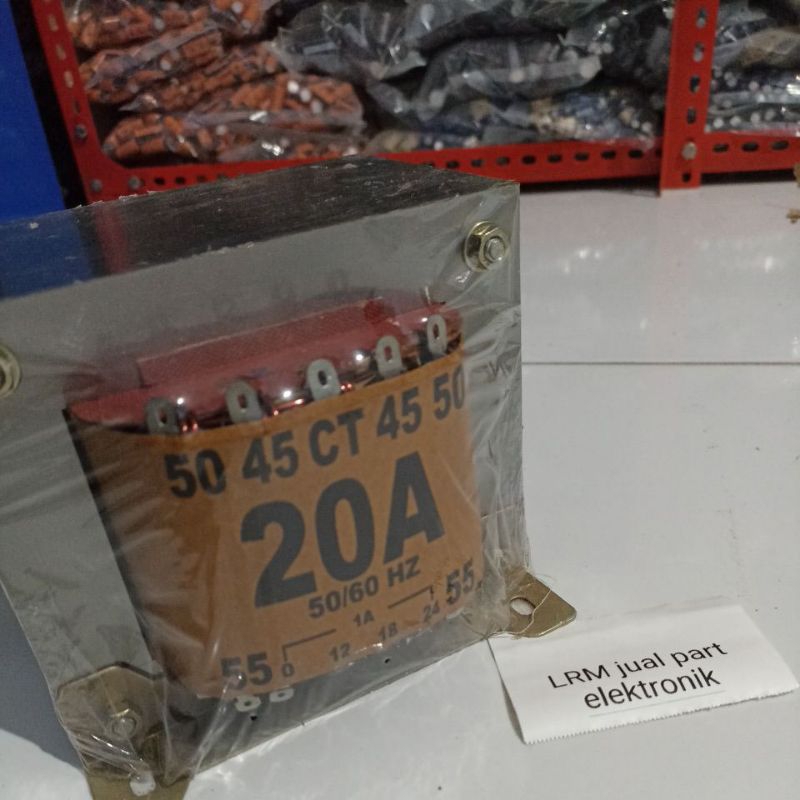 50 45 CT 45 50
20A
50/60 HZ
1A
55 0 12 18 24 55
88
LRM jual part
elektronik